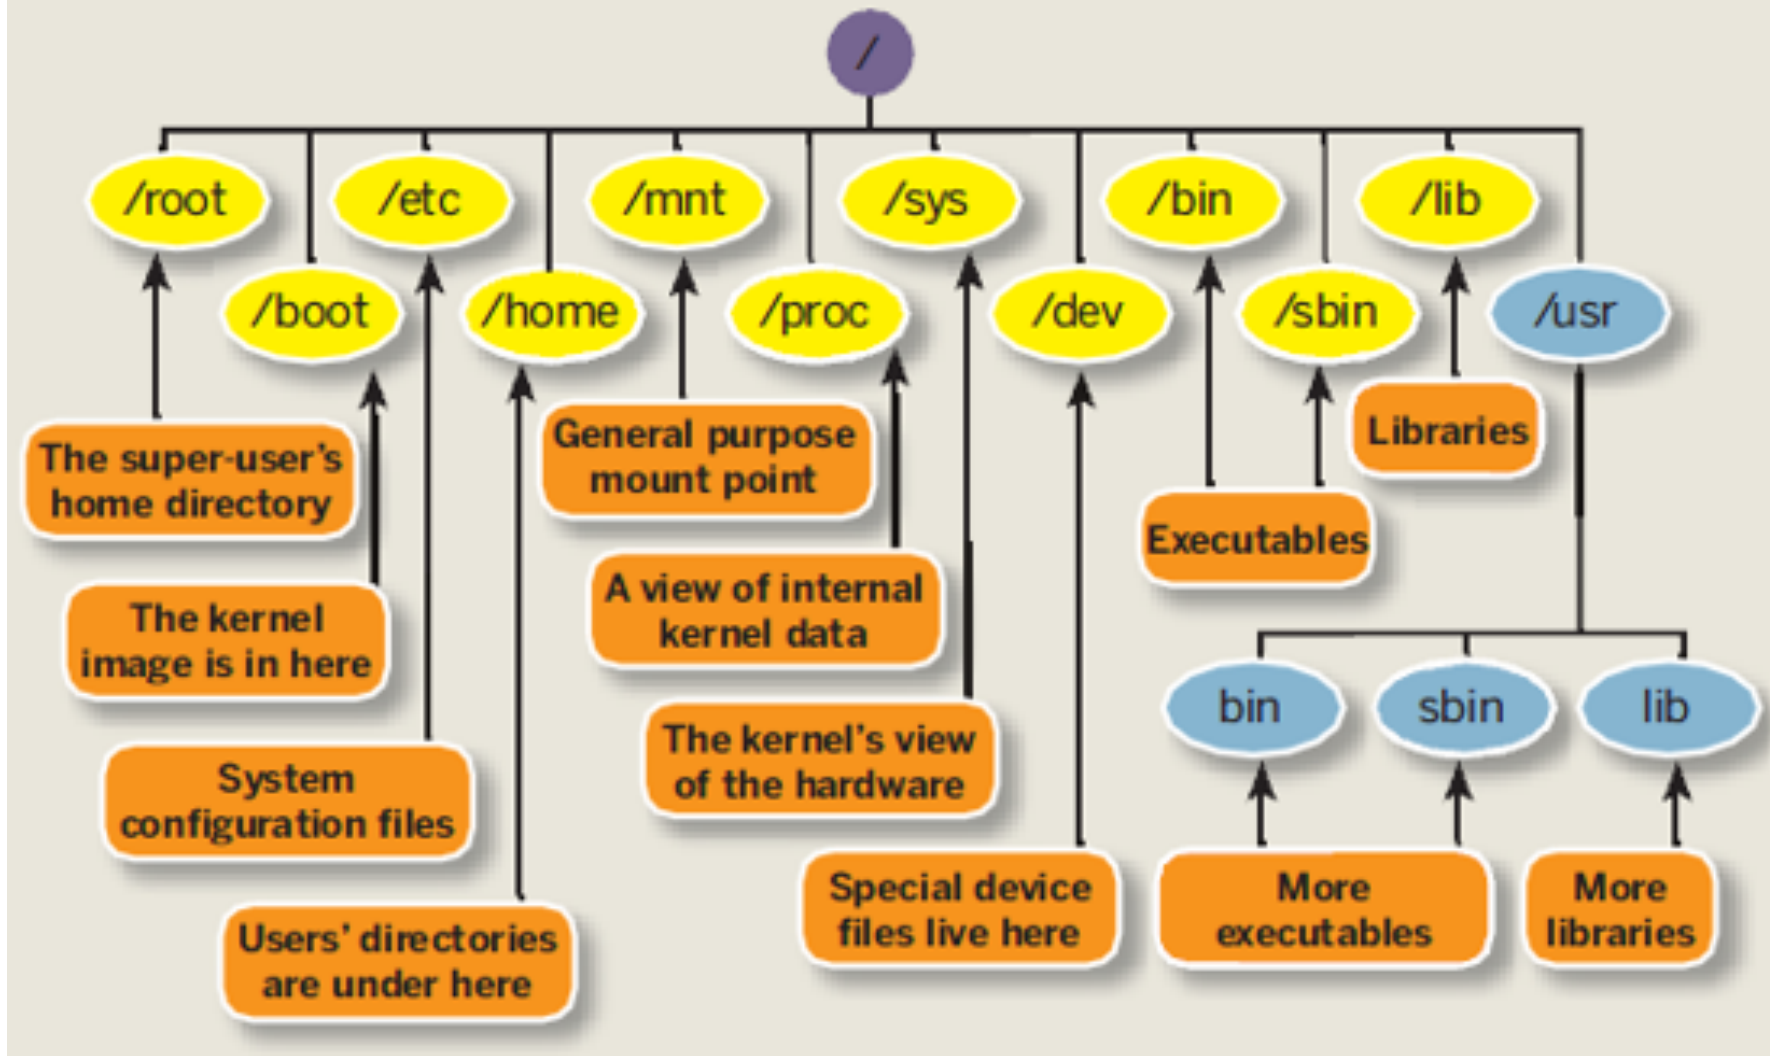 /
/root
/etc
/mnt
/sys
/bin
/lib
/boot
/home
/proc
/dev
/sbin
/usr
The super-user's
home directory
General purpose
mount point
Libraries
Executables
The kernel
image is in here
A view of internal
kernel data
bin
sbin
lib
System
configuration files
The kernel's view
of the hardware
Users' directories
are under here
Special device
files live here
More
executables
More
libraries